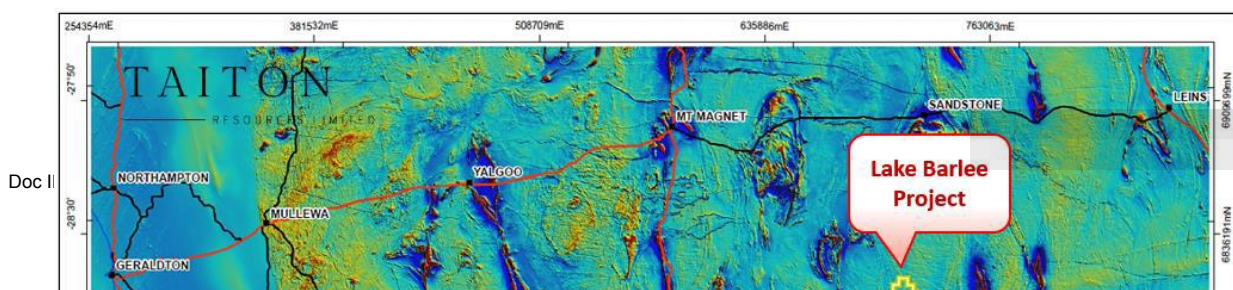 254354mE 381532mE 508709mE 635886mE 763063mE
-27°50'
TAITON
RESOURCES LIMITED
LEINS
6909699mN
SANDSTONE
MT MAGNET
Lake Barlee
Project
YALGOO
NORTHAMPTON
Doc I
-28°30'
MULLEWA
6836191mN
GERALDTON